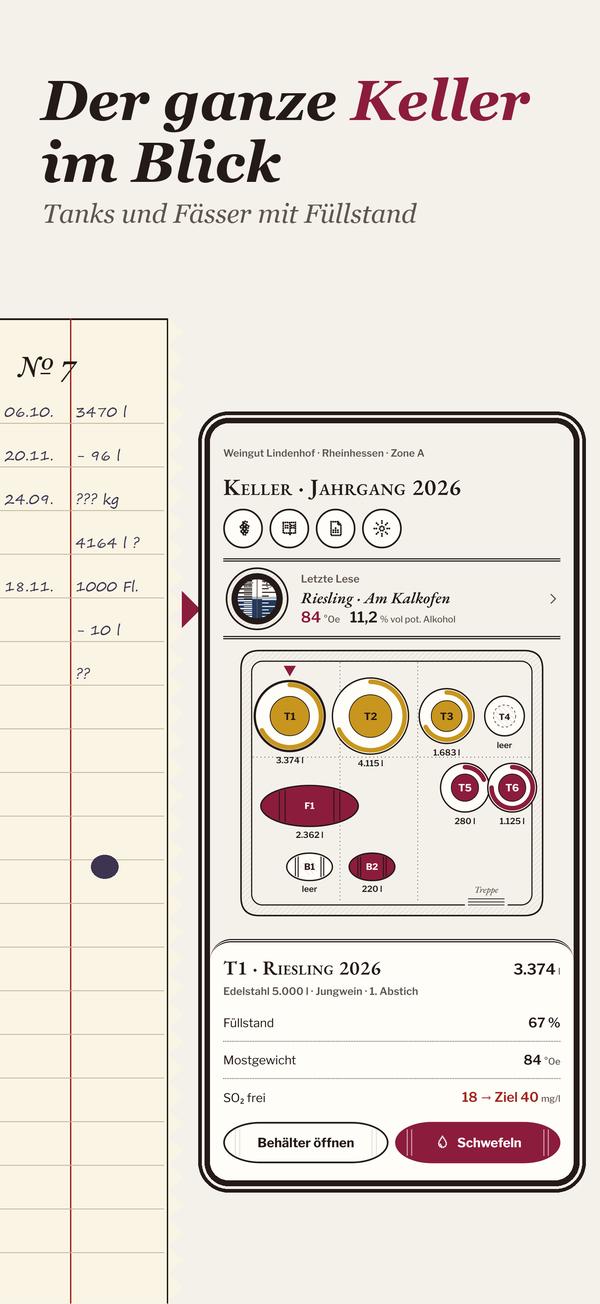 Der ganze Keller
im Blick
Tanks und Fässer mit Füllstand
Nº 7
06.10. 3470 l
20.11. – 96 l
24.09. ??? kg
4164 l ?
18.11. 1000 Fl.
– 10 l
??
Weingut Lindenhof · Rheinhessen · Zone A
Keller · Jahrgang 2026
Letzte Lese
Riesling · Am Kalkofen
84 °Oe 11,2 % vol pot. Alkohol
T1 T2 T3 T4
3.374 l 4.115 l 1.683 l leer
T5 T6
280 l 1.125 l
F1
2.362 l
B1 B2
leer 220 l
Treppe
T1 · Riesling 2026 3.374 l
Edelstahl 5.000 l · Jungwein · 1. Abstich
Füllstand 67 %
Mostgewicht 84 °Oe
SO₂ frei 18 → Ziel 40 mg/l
Behälter öffnen Schwefeln